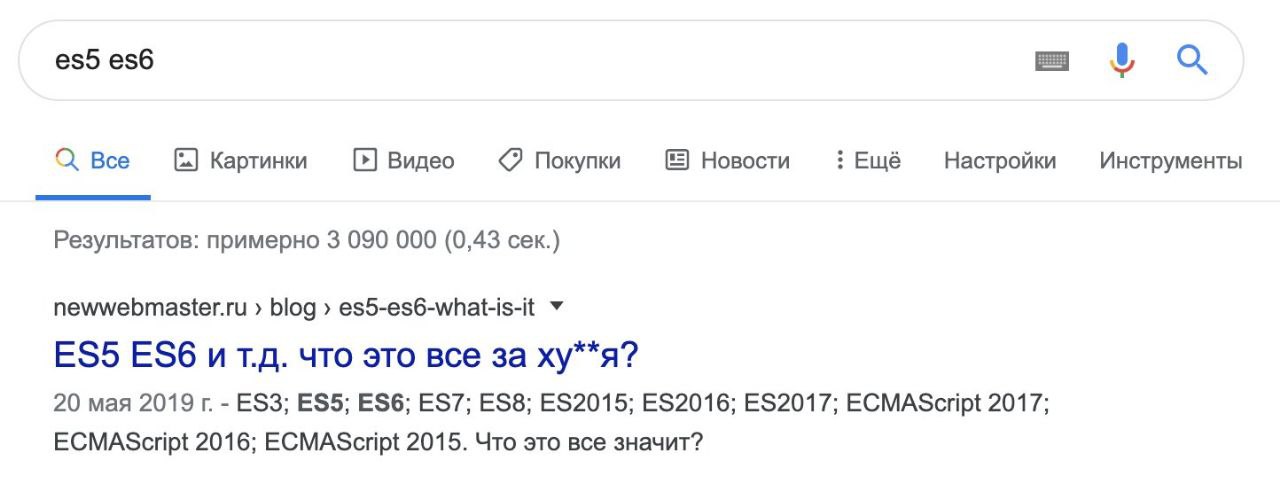 es5 es6
Все Картинки Видео Покупки Новости Ещё Настройки Инструменты
Результатов: примерно 3 090 000 (0,43 сек.)
newwebmaster.ru › blog › es5-es6-what-is-it
ES5 ES6 и т.д. что это все за ху**я?
20 мая 2019 г. - ES3; ES5; ES6; ES7; ES8; ES2015; ES2016; ES2017; ECMAScript 2017;
ECMAScript 2016; ECMAScript 2015. Что это все значит?